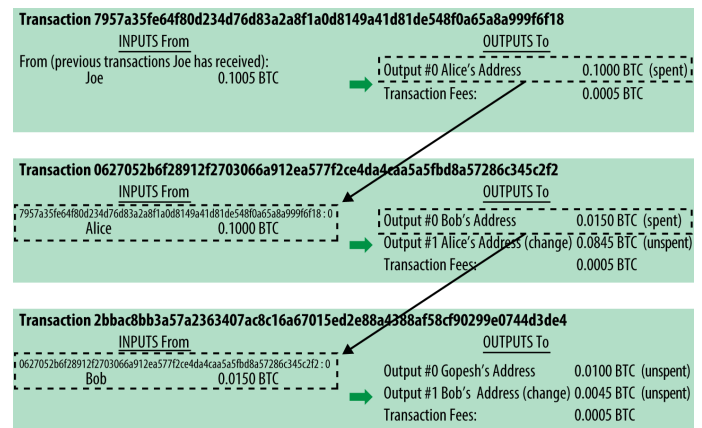 Transaction 7957a35fe64f80d234d76d83a2a8f1a0d8149a41d81de548f0a65a8a999f6f18
INPUTS From OUTPUTS To
From (previous transactions Joe has received):
Joe 0.1005 BTC
Output #0 Alice's Address 0.1000 BTC (spent)
Transaction Fees: 0.0005 BTC
Transaction 0627052b6f28912f2703066a912ea577f2ce4da4caa5a5fbd8a57286c345c2f2
INPUTS From OUTPUTS To
7957a35fe64f80d234d76d83a2a8f1a0d8149a41d81de548f0a65a8a999f6f18 : 0
Alice 0.1000 BTC
Output #0 Bob's Address 0.0150 BTC (spent)
Output #1 Alice's Address (change) 0.0845 BTC (unspent)
Transaction Fees: 0.0005 BTC
Transaction 2bbac8bb3a57a2363407ac8c16a67015ed2e88a4388af58cf90299e0744d3de4
INPUTS From OUTPUTS To
0627052b6f28912f2703066a912ea577f2ce4da4caa5a5fbd8a57286c345c2f2 : 0
Bob 0.0150 BTC
Output #0 Gopesh's Address 0.0100 BTC (unspent)
Output #1 Bob's Address (change) 0.0045 BTC (unspent)
Transaction Fees: 0.0005 BTC